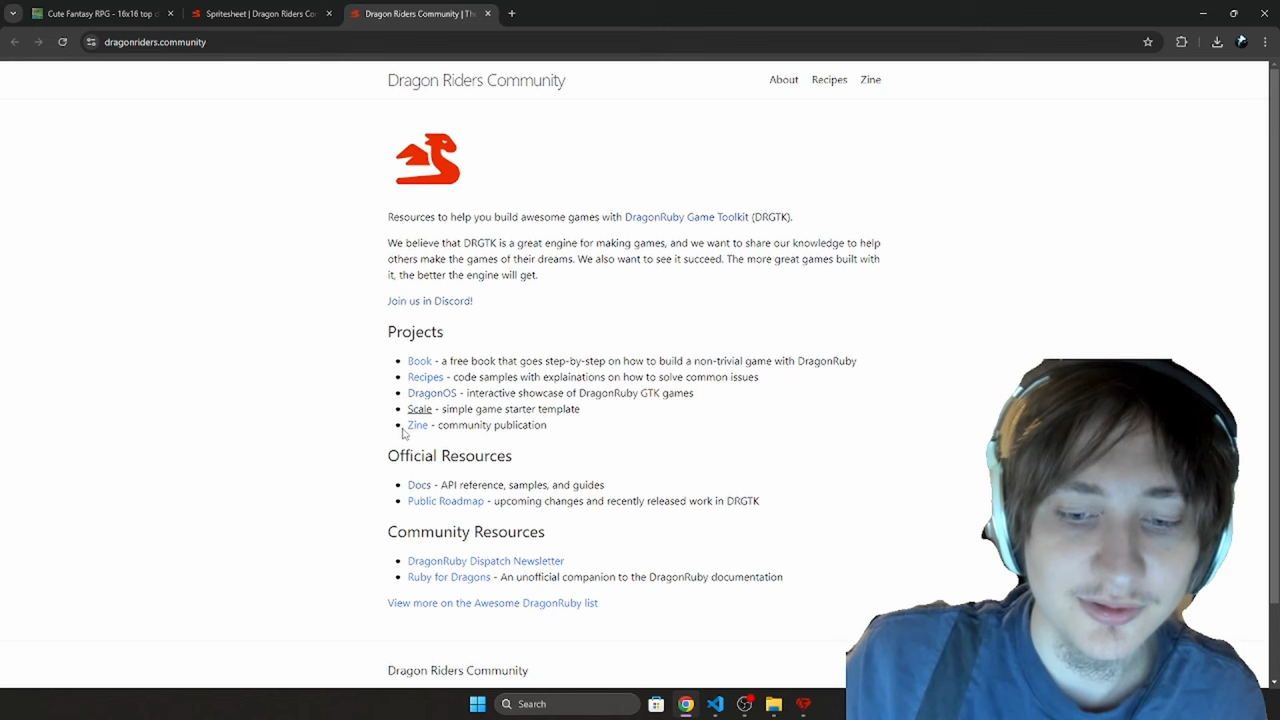 Cute Fantasy RPG - 16x16 top d
Spritesheet | Dragon Riders Co
Dragon Riders Community | Th
dragonriders.community
Dragon Riders Community
About Recipes Zine
Resources to help you build awesome games with DragonRuby Game Toolkit (DRGTK).
We believe that DRGTK is a great engine for making games, and we want to share our knowledge to help
others make the games of their dreams. We also want to see it succeed. The more great games built with
it, the better the engine will get.
Join us in Discord!
Projects
Book - a free book that goes step-by-step on how to build a non-trivial game with DragonRuby
Recipes - code samples with explainations on how to solve common issues
DragonOS - interactive showcase of DragonRuby GTK games
Scale - simple game starter template
Zine - community publication
Official Resources
Docs - API reference, samples, and guides
Public Roadmap - upcoming changes and recently released work in DRGTK
Community Resources
DragonRuby Dispatch Newsletter
Ruby for Dragons - An unofficial companion to the DragonRuby documentation
View more on the Awesome DragonRuby list
Dragon Riders Community
Search